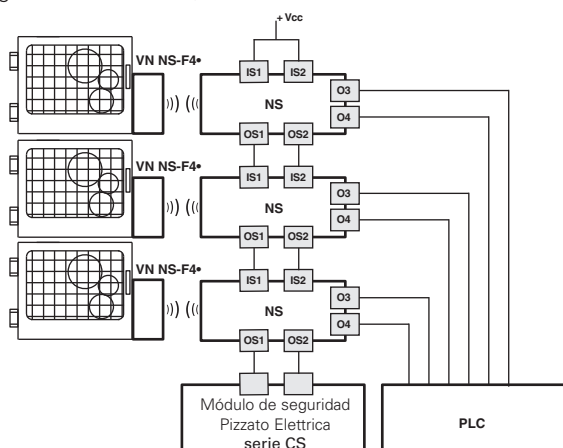 + Vcc
VN NS-F4•
IS1 IS2
O3
NS
O4
OS1 OS2
VN NS-F4•
IS1 IS2
O3
NS
O4
OS1 OS2
VN NS-F4•
IS1 IS2
O3
NS
O4
OS1 OS2
Módulo de seguridad
Pizzato Elettrica
serie CS
PLC